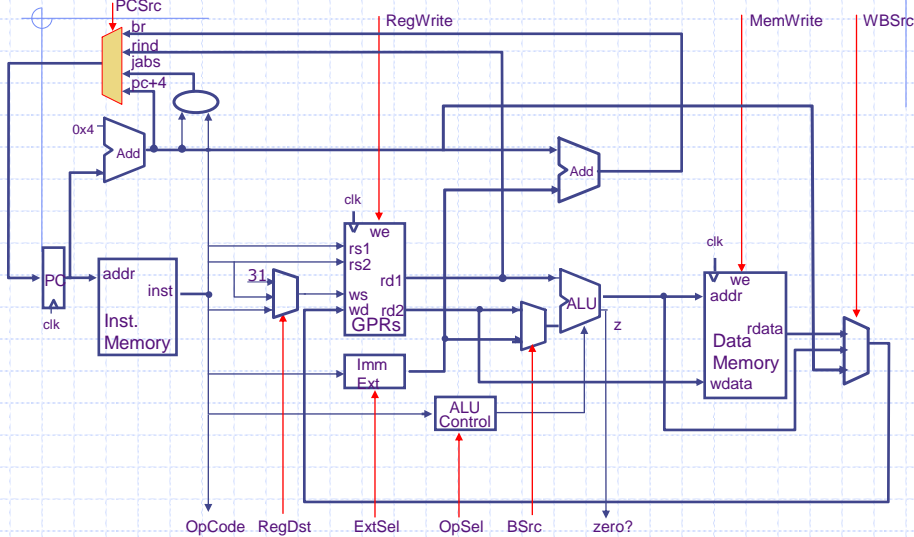 PCSrc
RegWrite
MemWrite
WBSrc
br
rind
jabs
pc+4
0x4
Add
Add
clk
we
rs1
rs2
31
rd1
ws
wd
rd2
GPRs
clk
we
addr
rdata
Data
Memory
wdata
ALU
z
PC
clk
addr
inst
Inst.
Memory
Imm
Ext
ALU
Control
OpCode
RegDst
ExtSel
OpSel
BSrc
zero?